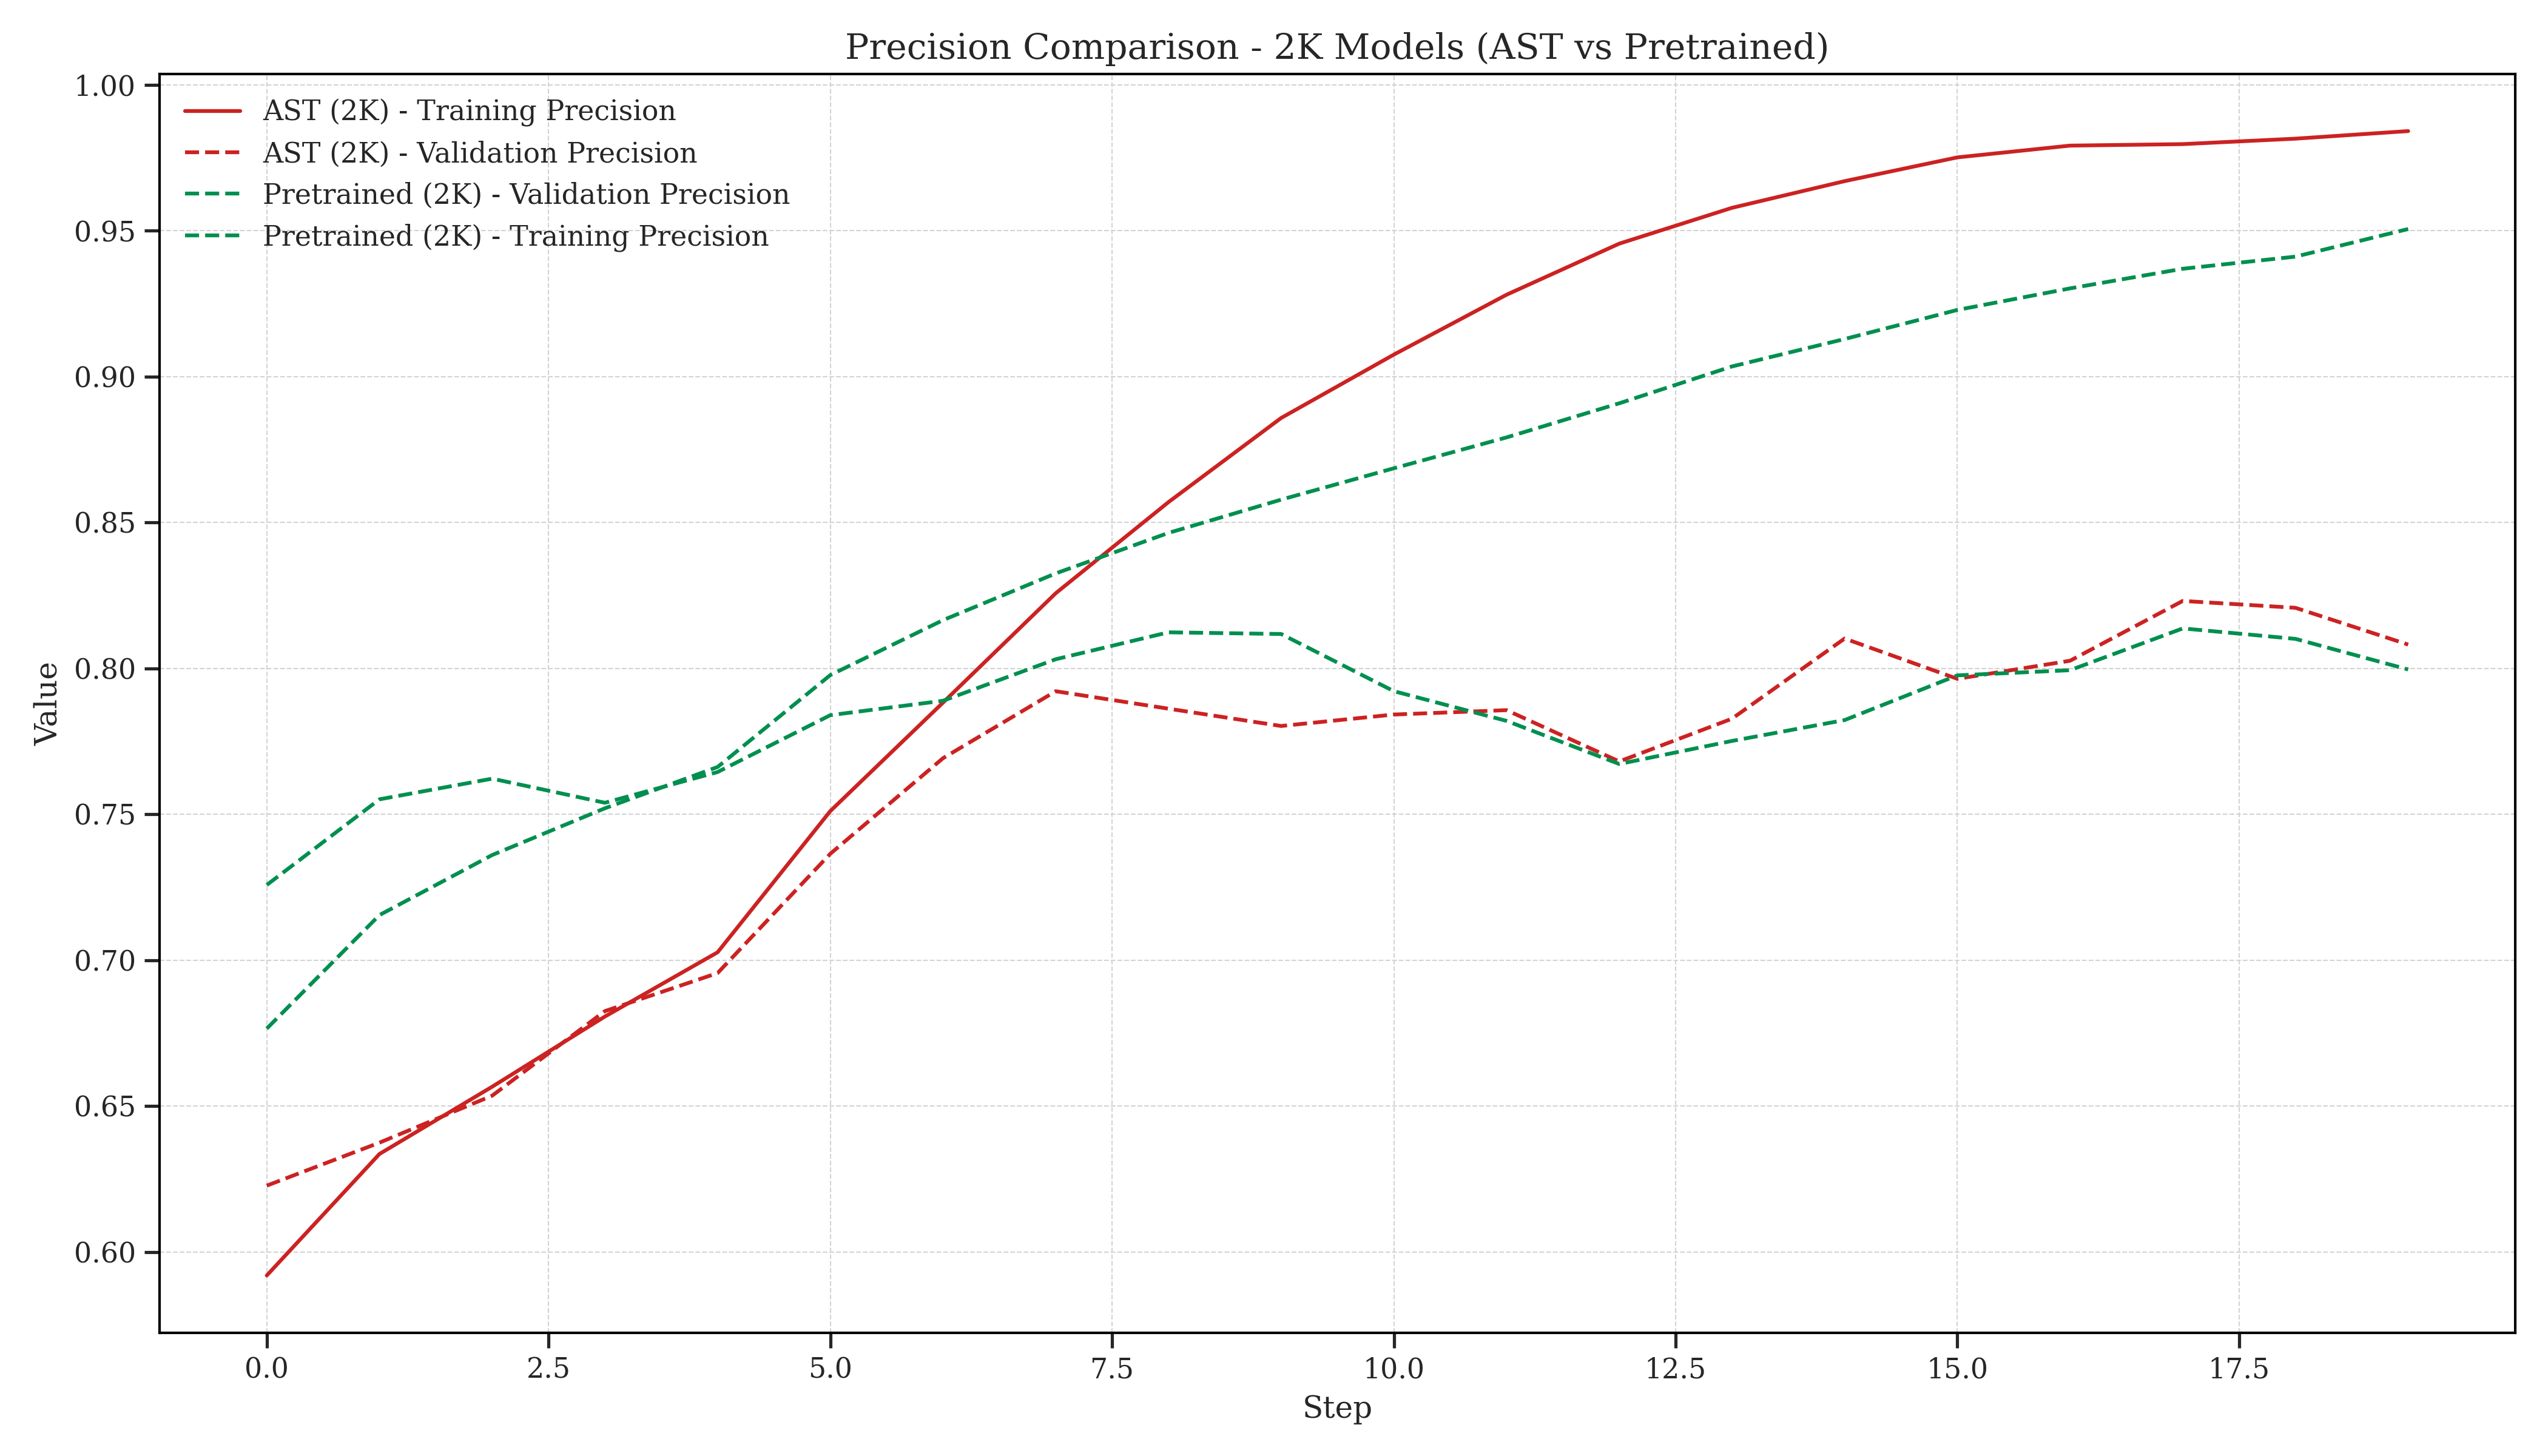 Precision Comparison - 2K Models (AST vs Pretrained)
AST (2K) - Training Precision
AST (2K) - Validation Precision
Pretrained (2K) - Validation Precision
Pretrained (2K) - Training Precision
1.00
0.95
0.90
0.85
0.80
0.75
0.70
0.65
0.60
Value
0.0 2.5 5.0 7.5 10.0 12.5 15.0 17.5
Step